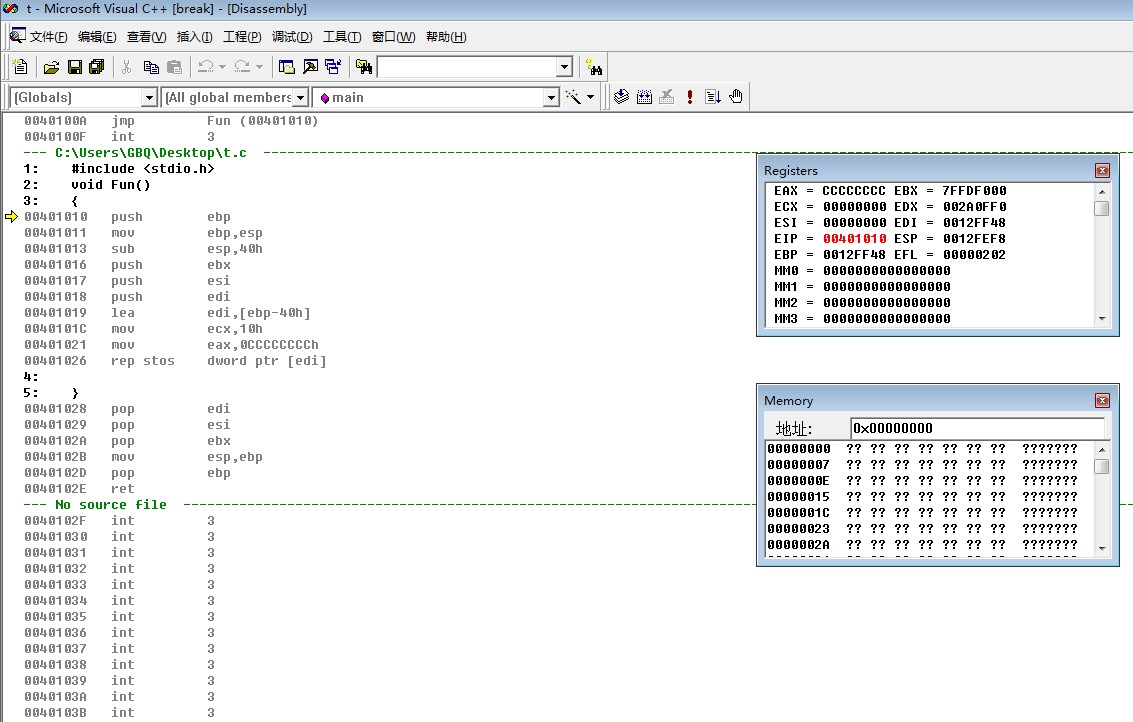 t - Microsoft Visual C++ [break] - [Disassembly]
文件(F) 编辑(E) 查看(V) 插入(I) 工程(P) 调试(D) 工具(T) 窗口(W) 帮助(H)
(Globals) (All global members main
0040100A jmp Fun (00401010)
0040100F int 3
--- C:\Users\GBQ\Desktop\t.c
1: #include <stdio.h>
2: void Fun()
3: {
00401010 push ebp
00401011 mov ebp,esp
00401013 sub esp,40h
00401016 push ebx
00401017 push esi
00401018 push edi
00401019 lea edi,[ebp-40h]
0040101C mov ecx,10h
00401021 mov eax,0CCCCCCCCh
00401026 rep stos dword ptr [edi]
4:
5: }
00401028 pop edi
00401029 pop esi
0040102A pop ebx
0040102B mov esp,ebp
0040102D pop ebp
0040102E ret
--- No source file
0040102F int 3
00401030 int 3
00401031 int 3
00401032 int 3
00401033 int 3
00401034 int 3
00401035 int 3
00401036 int 3
00401037 int 3
00401038 int 3
00401039 int 3
0040103A int 3
0040103B int 3
Registers
EAX = CCCCCCCC EBX = 7FFDF000
ECX = 00000000 EDX = 002A0FF0
ESI = 00000000 EDI = 0012FF48
EIP = 00401010 ESP = 0012FEF8
EBP = 0012FF48 EFL = 00000202
MM0 = 0000000000000000
MM1 = 0000000000000000
MM2 = 0000000000000000
MM3 = 0000000000000000
Memory
地址: 0x00000000
00000000 ?? ?? ?? ?? ?? ?? ?? ???????
00000007 ?? ?? ?? ?? ?? ?? ?? ???????
0000000E ?? ?? ?? ?? ?? ?? ?? ???????
00000015 ?? ?? ?? ?? ?? ?? ?? ???????
0000001C ?? ?? ?? ?? ?? ?? ?? ???????
00000023 ?? ?? ?? ?? ?? ?? ?? ???????
0000002A ?? ?? ?? ?? ?? ?? ?? ???????